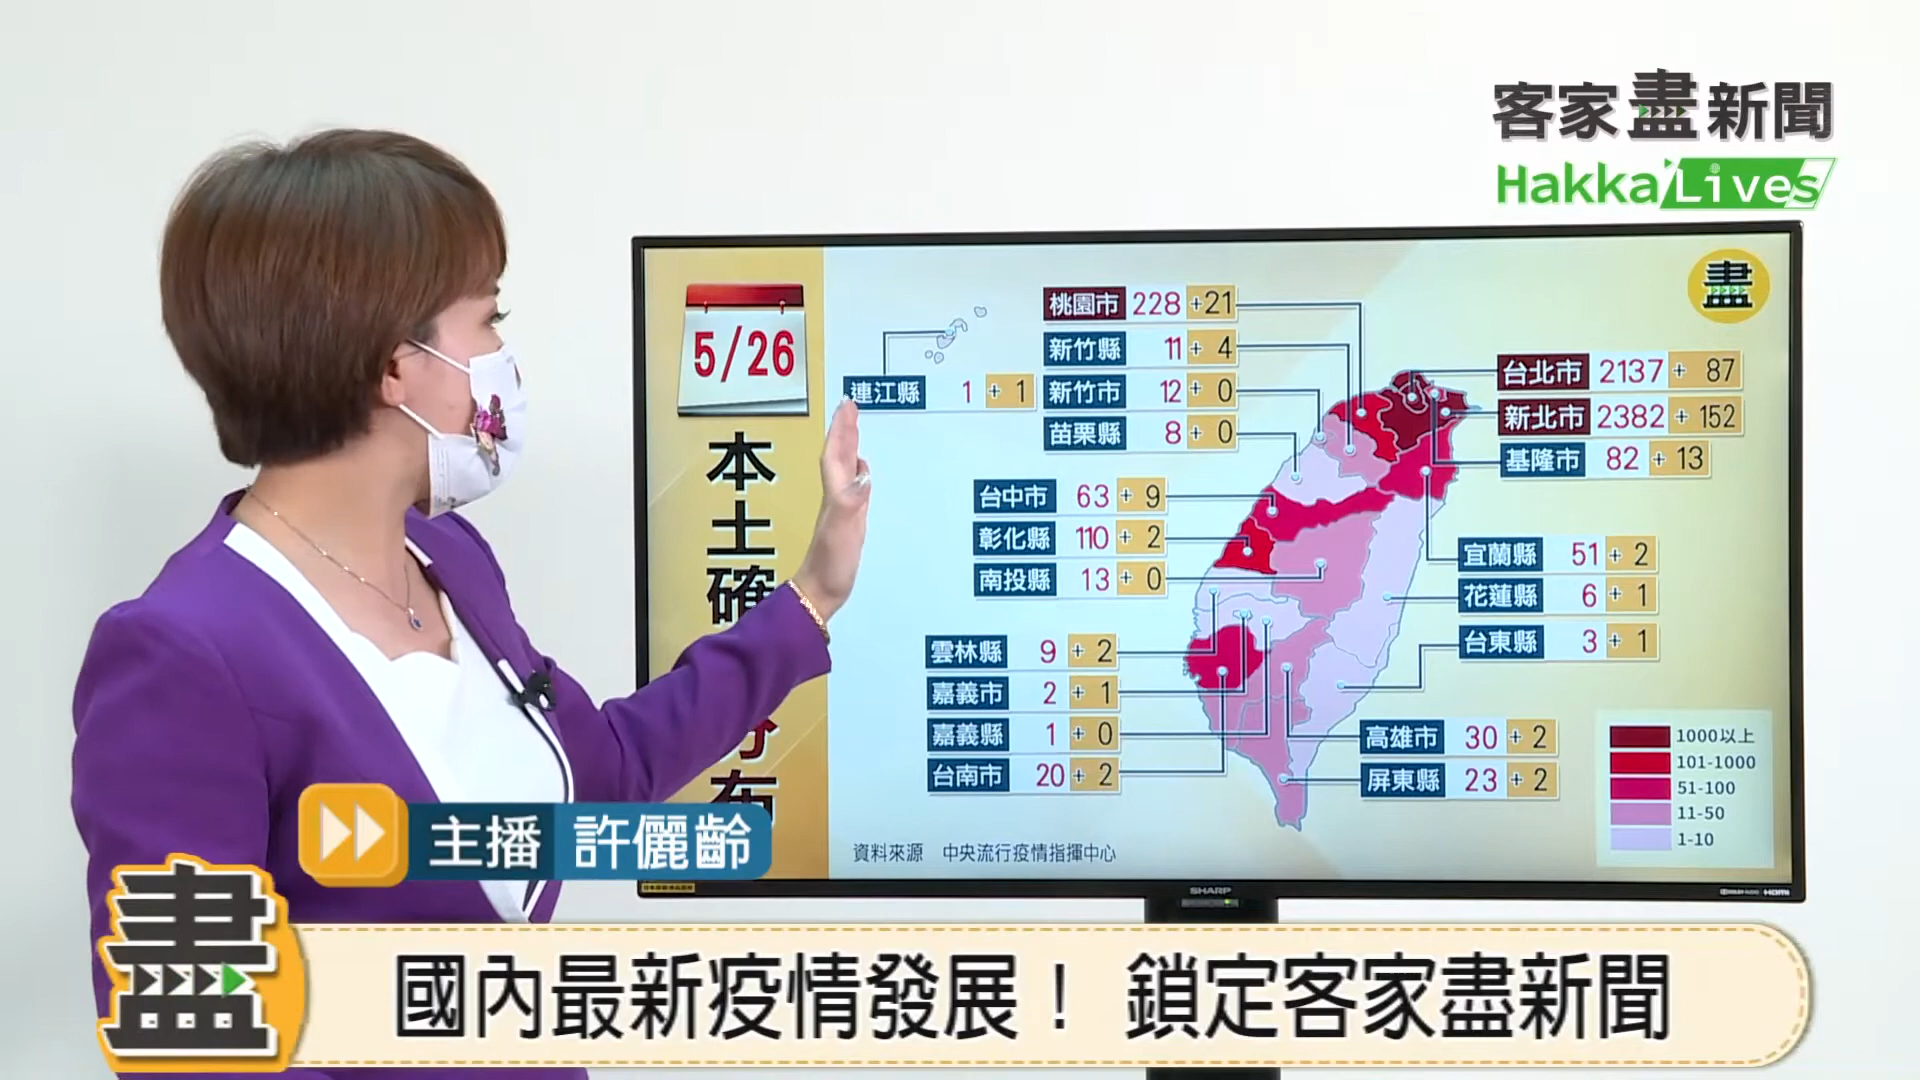 客家盡新聞
Hakka Lives
盡
5/26
本土確
分布
連江縣 1 + 1
桃園市 228 +21
新竹縣 11 + 4
新竹市 12 + 0
苗栗縣 8 + 0
台中市 63 + 9
彰化縣 110 + 2
南投縣 13 + 0
雲林縣 9 + 2
嘉義市 2 + 1
嘉義縣 1 + 0
台南市 20 + 2
台北市 2137 + 87
新北市 2382 + 152
基隆市 82 + 13
宜蘭縣 51 + 2
花蓮縣 6 + 1
台東縣 3 + 1
高雄市 30 + 2
屏東縣 23 + 2
1000以上
101-1000
51-100
11-50
1-10
資料來源 中央流行疫情指揮中心
SHARP
HDMI
主播 許儷齡
盡
國內最新疫情發展！ 鎖定客家盡新聞